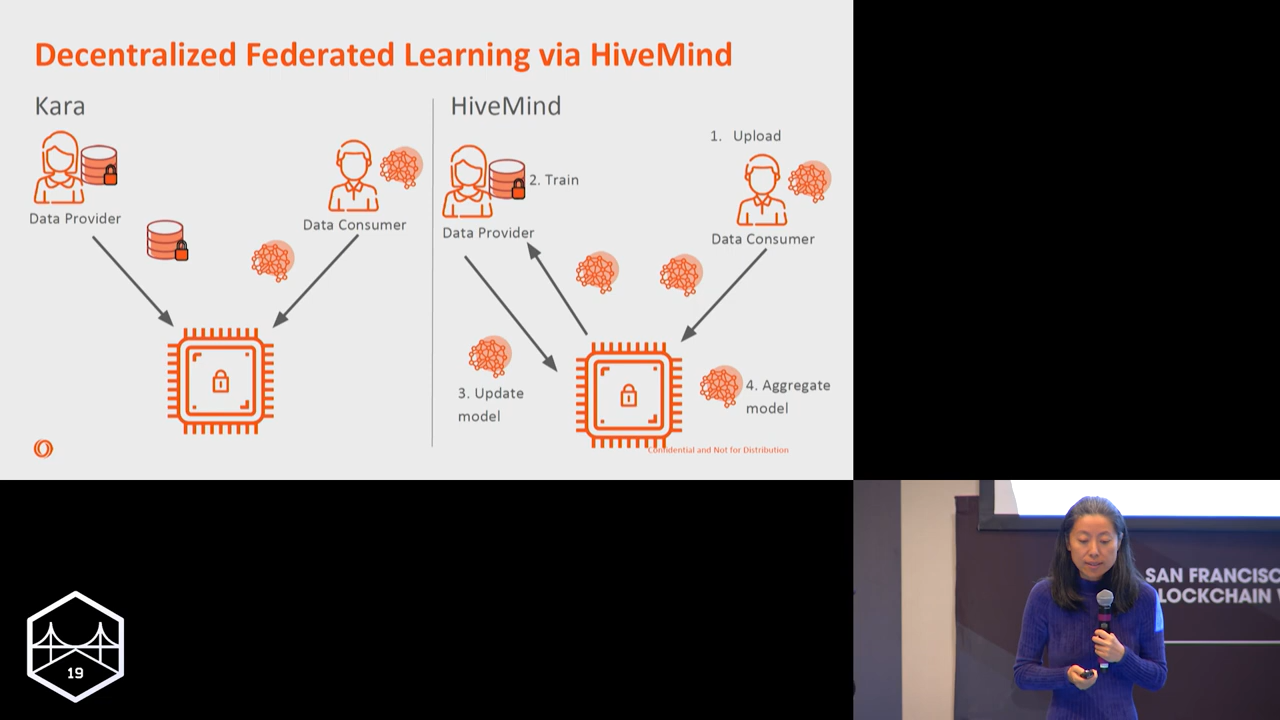 Decentralized Federated Learning via HiveMind
Kara
Data Provider
Data Consumer
HiveMind
1. Upload
2. Train
Data Provider
Data Consumer
3. Update
model
4. Aggregate
model
Confidential and Not for Distribution
19
SAN FRANCISC
LOCKCHAIN